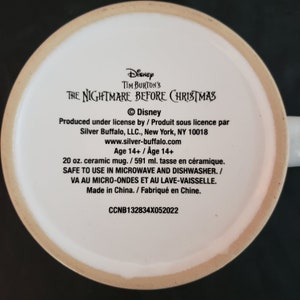 Disney
TIM BURTON'S
THE NIGHTMARE BEFORE CHRISTMAS
© Disney
Produced under license by / Produit sous licence par
Silver Buffalo, LLC., New York, NY 10018
www.silver-buffalo.com
Age 14+ / Âge 14+
20 oz. ceramic mug. / 591 ml. tasse en céramique.
SAFE TO USE IN MICROWAVE AND DISHWASHER. /
VA AU MICRO-ONDES ET AU LAVE-VAISSELLE.
Made in China. / Fabriqué en Chine.
CCNB132834X052022